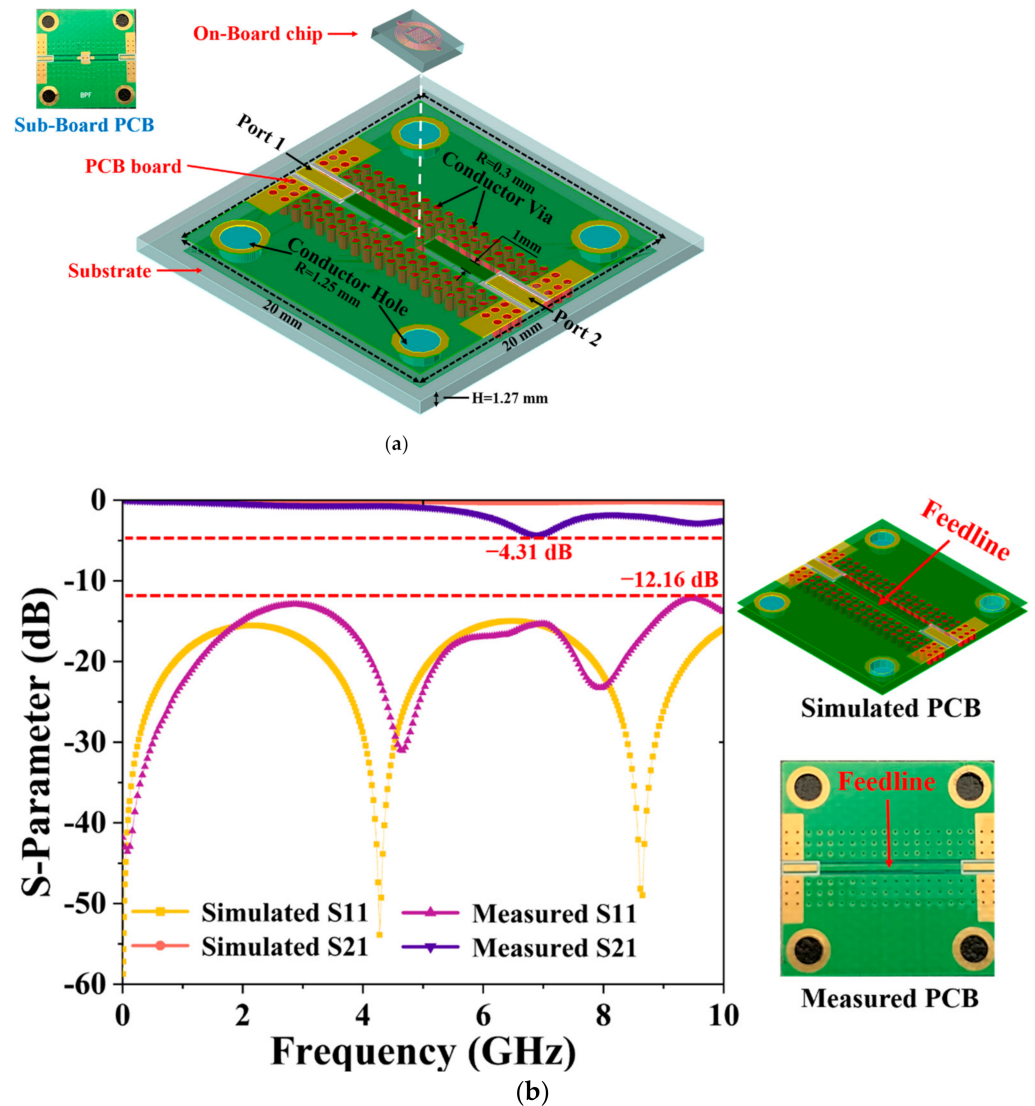 On-Board chip
BPF
Sub-Board PCB
Port 1
PCB board
R=0.3 mm
Conductor Via
1mm
Substrate
Conductor Hole
R=1.25 mm
Port 2
20 mm
20 mm
H=1.27 mm
(a)
S-Parameter (dB)
0
-10
-20
-30
-40
-50
-60
−4.31 dB
−12.16 dB
Simulated S11
Measured S11
Simulated S21
Measured S21
0
2
4
6
8
10
Frequency (GHz)
Feedline
Simulated PCB
Feedline
Measured PCB
(b)